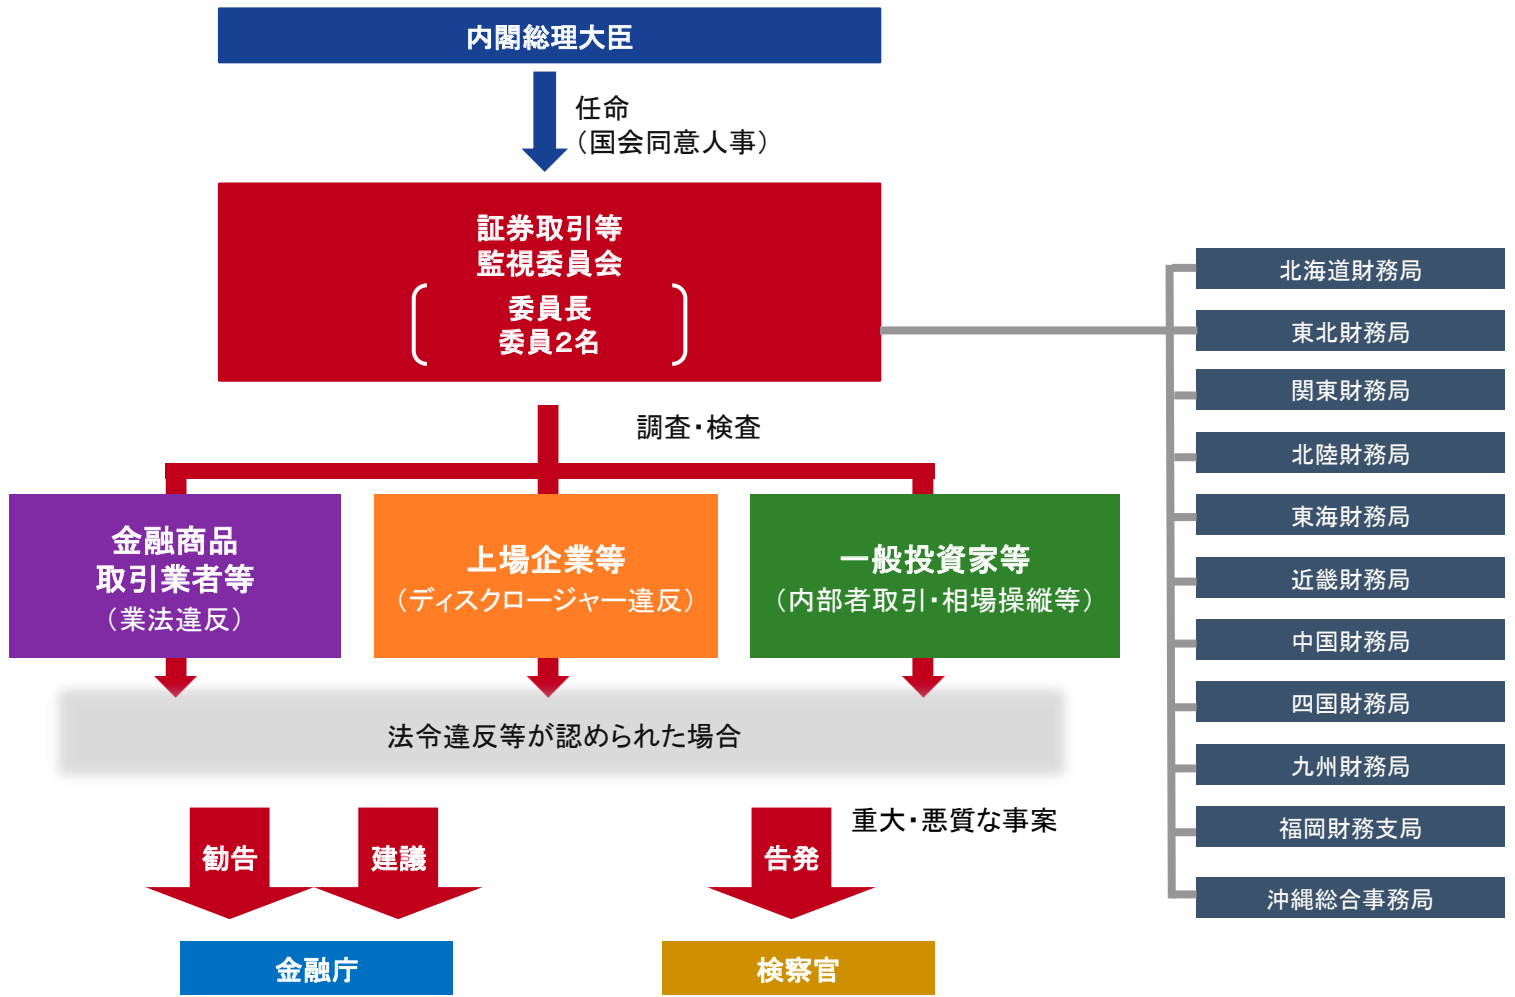 内閣総理大臣
任命
（国会同意人事）
証券取引等
監視委員会
委員長
委員２名
調査・検査
金融商品
取引業者等
（業法違反）
上場企業等
（ディスクロージャー違反）
一般投資家等
（内部者取引・相場操縦等）
法令違反等が認められた場合
重大・悪質な事案
勧告
建議
告発
金融庁
検察官
北海道財務局
東北財務局
関東財務局
北陸財務局
東海財務局
近畿財務局
中国財務局
四国財務局
九州財務局
福岡財務支局
沖縄総合事務局